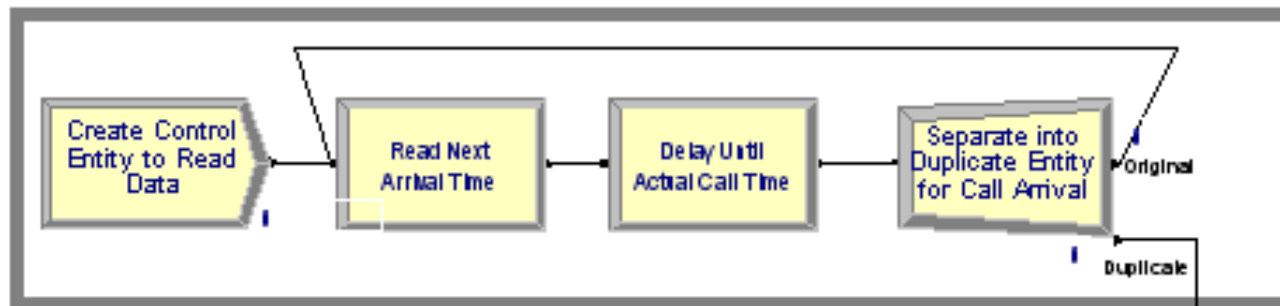 Create Control
Entity to Read
Data
Read Next
Arrival Time
Delay Until
Actual Call Time
Separate into
Duplicate Entity
for Call Arrival
Original
Duplicate